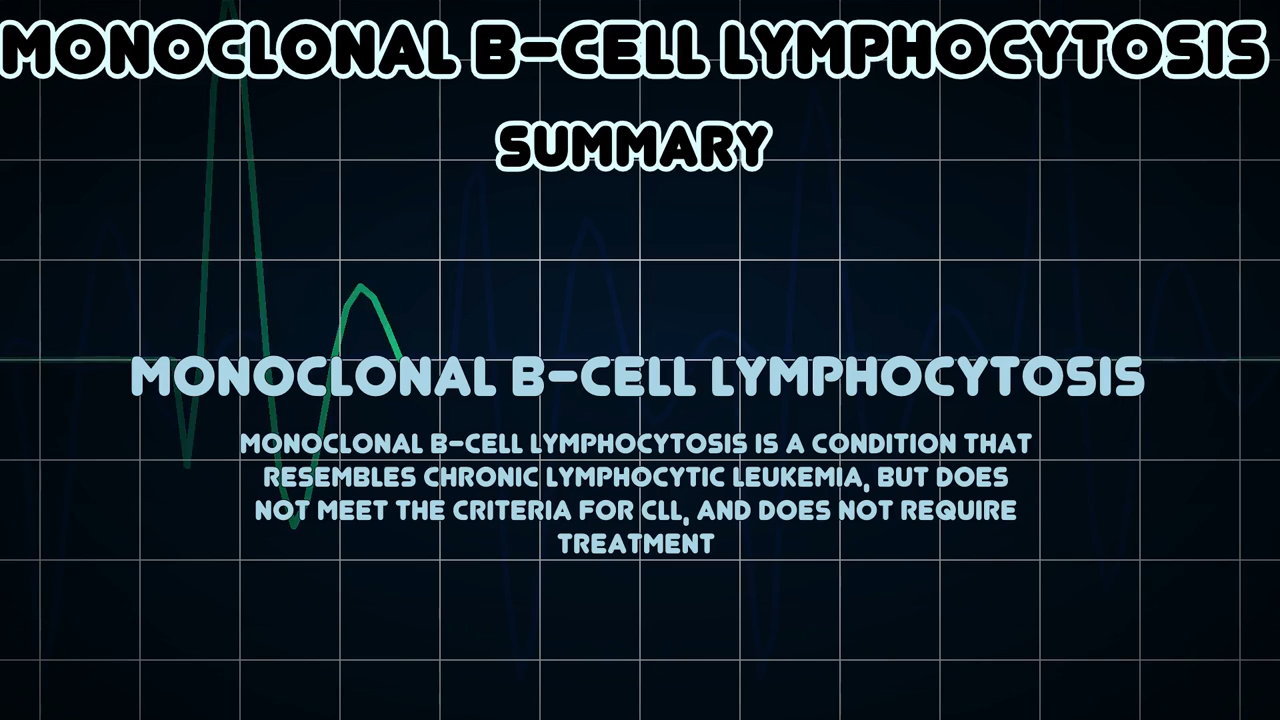 MONOCLONAL B-CELL LYMPHOCYTOSIS
SUMMARY
MONOCLONAL B-CELL LYMPHOCYTOSIS
MONOCLONAL B-CELL LYMPHOCYTOSIS IS A CONDITION THAT
RESEMBLES CHRONIC LYMPHOCYTIC LEUKEMIA, BUT DOES
NOT MEET THE CRITERIA FOR CLL, AND DOES NOT REQUIRE
TREATMENT